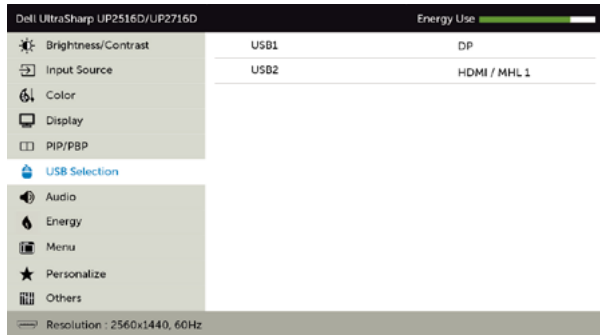 Dell UltraSharp UP2516D/UP2716D Energy Use
Brightness/Contrast USB1 DP
Input Source USB2 HDMI / MHL 1
Color
Display
PIP/PBP
USB Selection
Audio
Energy
Menu
Personalize
Others
Resolution : 2560x1440, 60Hz